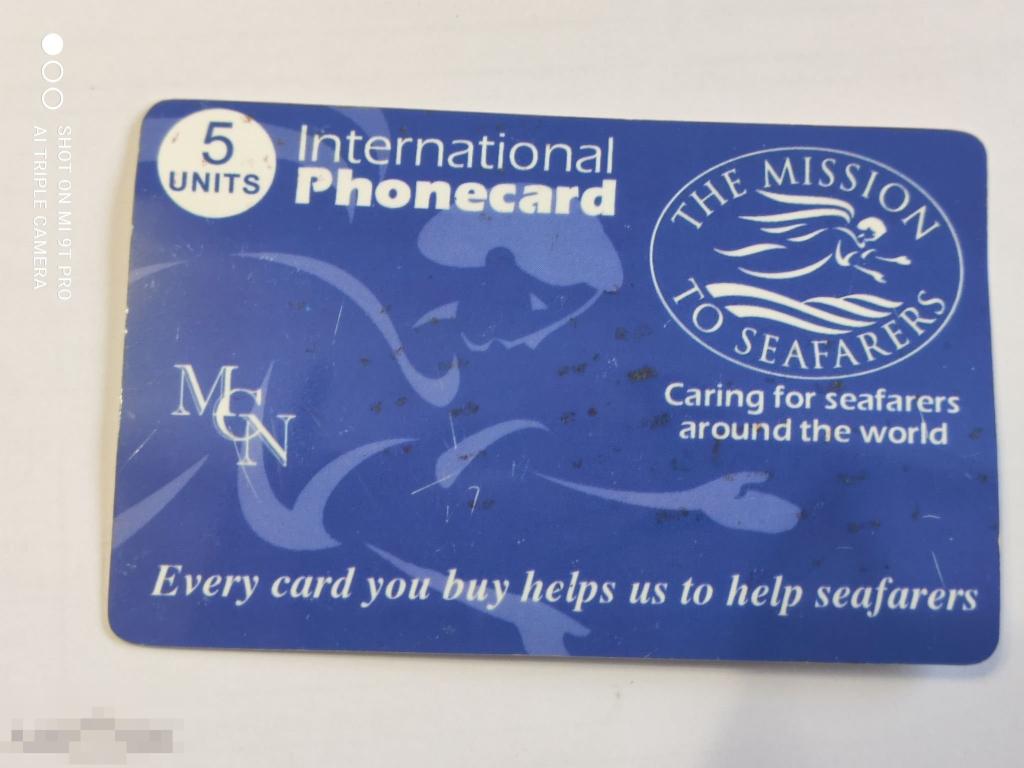 5
UNITS
International
Phonecard
THE MISSION
TO SEAFARERS
Caring for seafarers
around the world
MCN
Every card you buy helps us to help seafarers
SHOT ON MI 9T PRO
AI TRIPLE CAMERA